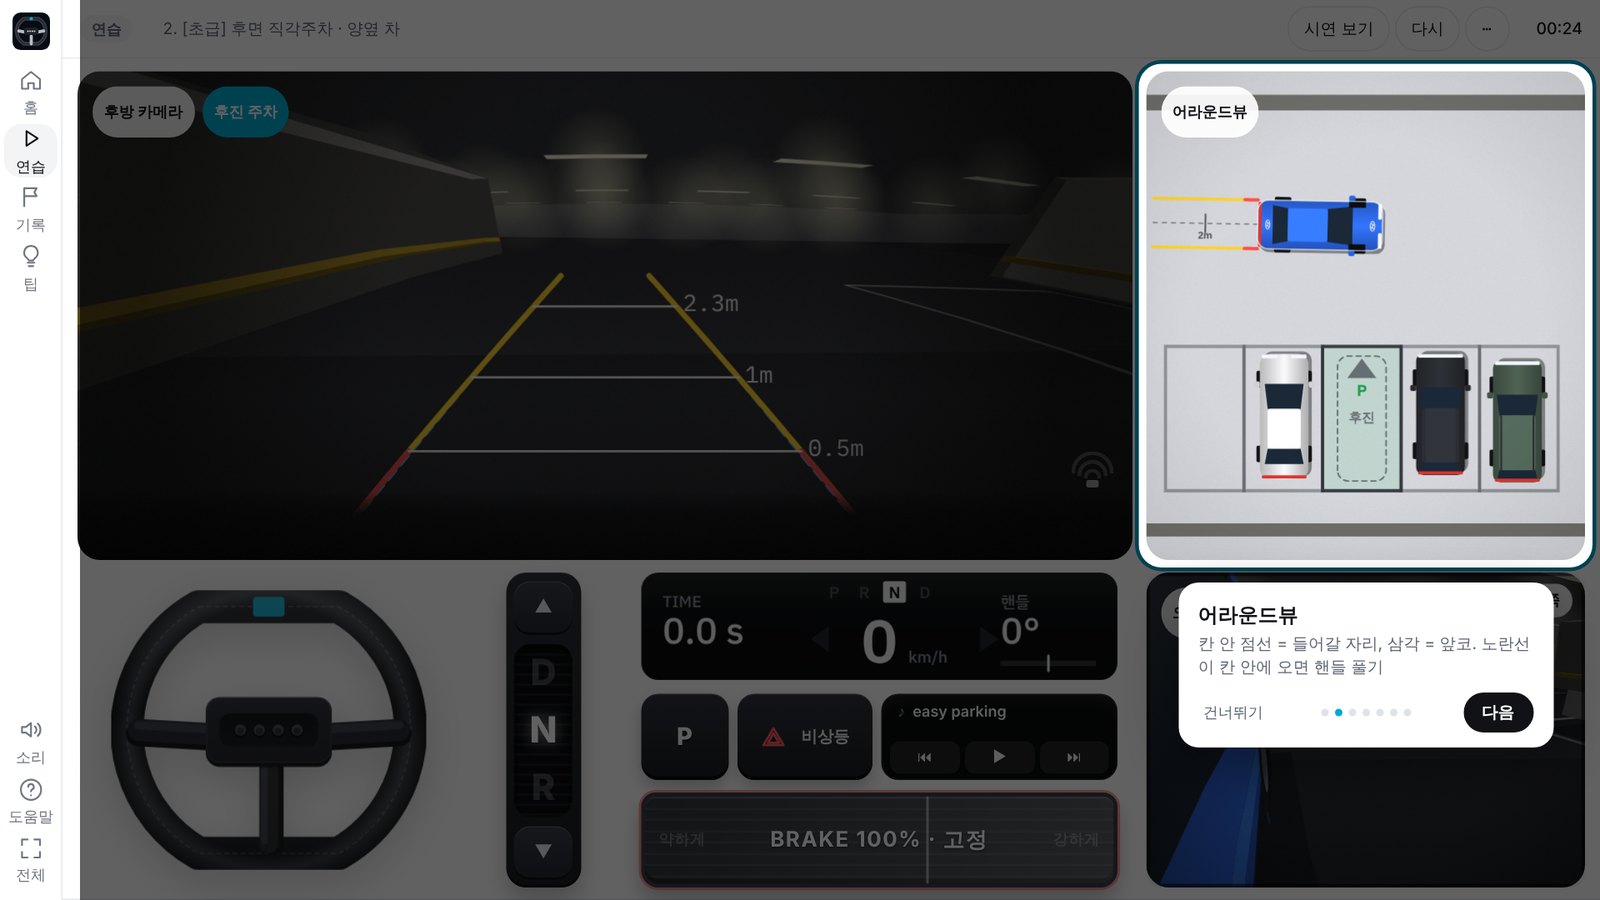 연습
2. [초급] 후면 직각주차 · 양옆 차
시연 보기
다시
···
00:24
홈
연습
기록
팁
소리
도움말
전체
후방 카메라
후진 주차
2.3m
1m
0.5m
어라운드뷰
2m
P
후진
D
N
R
TIME
0.0 s
P R N D
0
km/h
핸들
0°
P
비상등
♪ easy parking
약하게
BRAKE 100% · 고정
강하게
어라운드뷰
칸 안 점선 = 들어갈 자리, 삼각 = 앞코. 노란선
이 칸 안에 오면 핸들 풀기
건너뛰기
다음